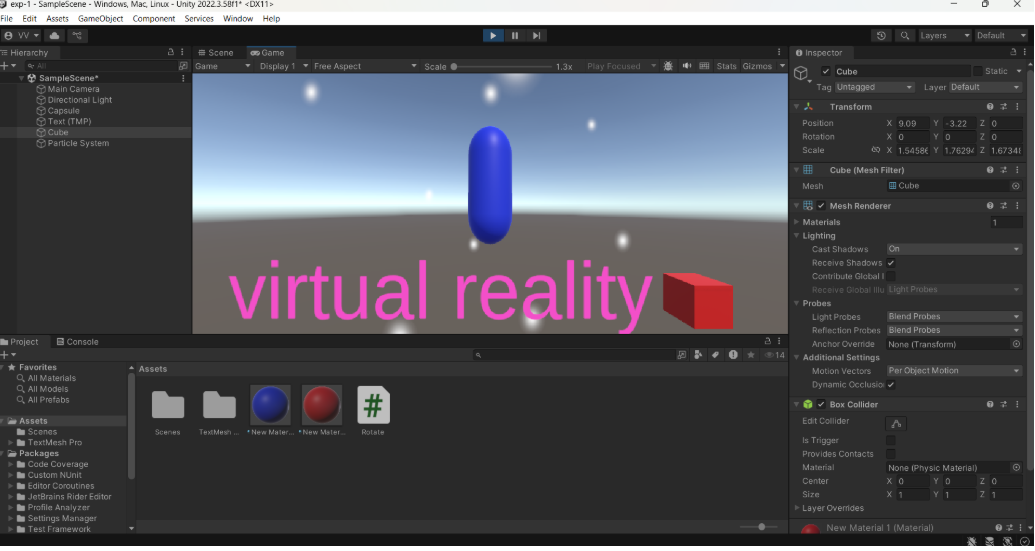 exp-1 - SampleScene - Windows, Mac, Linux - Unity 2022.3.58f1* <DX11>
File Edit Assets GameObject Component Services Window Help
VV
Layers Default
Hierarchy
All
SampleScene*
Main Camera
Directional Light
Capsule
Text (TMP)
Cube
Particle System
Scene Game
Game Display 1 Free Aspect Scale 1.3x Play Focused Stats Gizmos
virtual reality
Inspector
Cube Static
Tag Untagged Layer Default
Transform
Position X 9.09 Y -3.22 Z 0
Rotation X 0 Y 0 Z 0
Scale X 1.5458 Y 1.7629 Z 1.6734
Cube (Mesh Filter)
Mesh Cube
Mesh Renderer
Materials 1
Lighting
Cast Shadows On
Receive Shadows
Contribute Global I
Receive Global Illu Light Probes
Probes
Light Probes Blend Probes
Reflection Probes Blend Probes
Anchor Override None (Transform)
Additional Settings
Motion Vectors Per Object Motion
Dynamic Occlusio
Box Collider
Edit Collider
Is Trigger
Provides Contacts
Material None (Physic Material)
Center X 0 Y 0 Z 0
Size X 1 Y 1 Z 1
Layer Overrides
New Material 1 (Material)
Project Console
14
Favorites
All Materials
All Models
All Prefabs
Assets
Scenes
TextMesh Pro
Packages
Code Coverage
Custom NUnit
Editor Coroutines
JetBrains Rider Editor
Profile Analyzer
Settings Manager
Test Framework
Assets
Scenes TextMesh ... *New Mater... *New Mater... Rotate